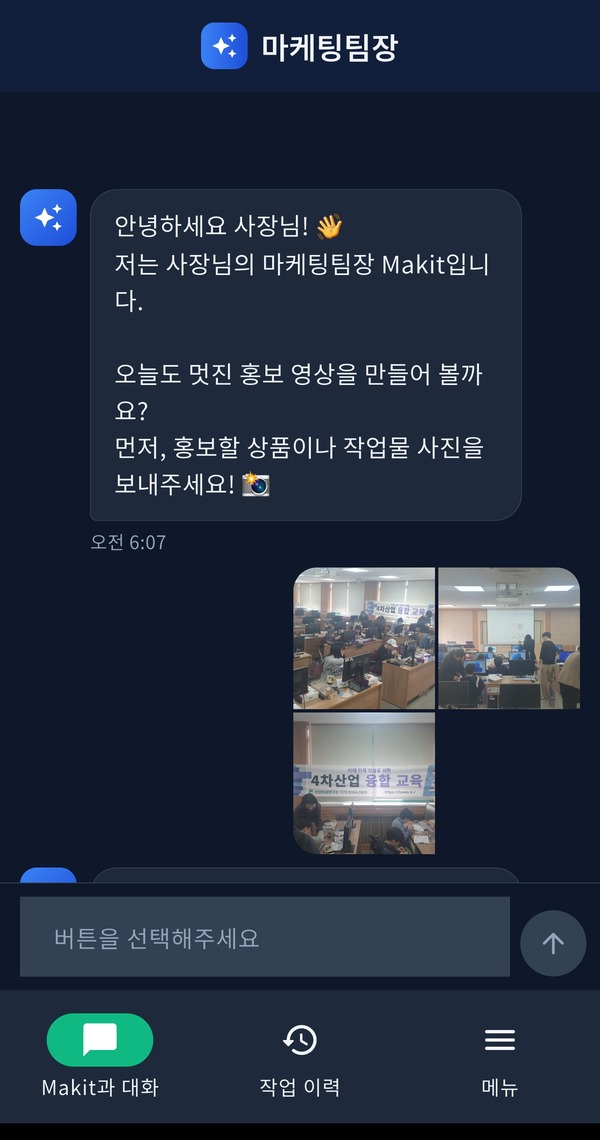 마케팅팀장
안녕하세요 사장님! 👋
저는 사장님의 마케팅팀장 Makit입니
다.
오늘도 멋진 홍보 영상을 만들어 볼까
요?
먼저, 홍보할 상품이나 작업물 사진을
보내주세요! 📸
오전 6:07
4차산업 융합 교육
4차산업 융합 교육
버튼을 선택해주세요
Makit과 대화
작업 이력
메뉴